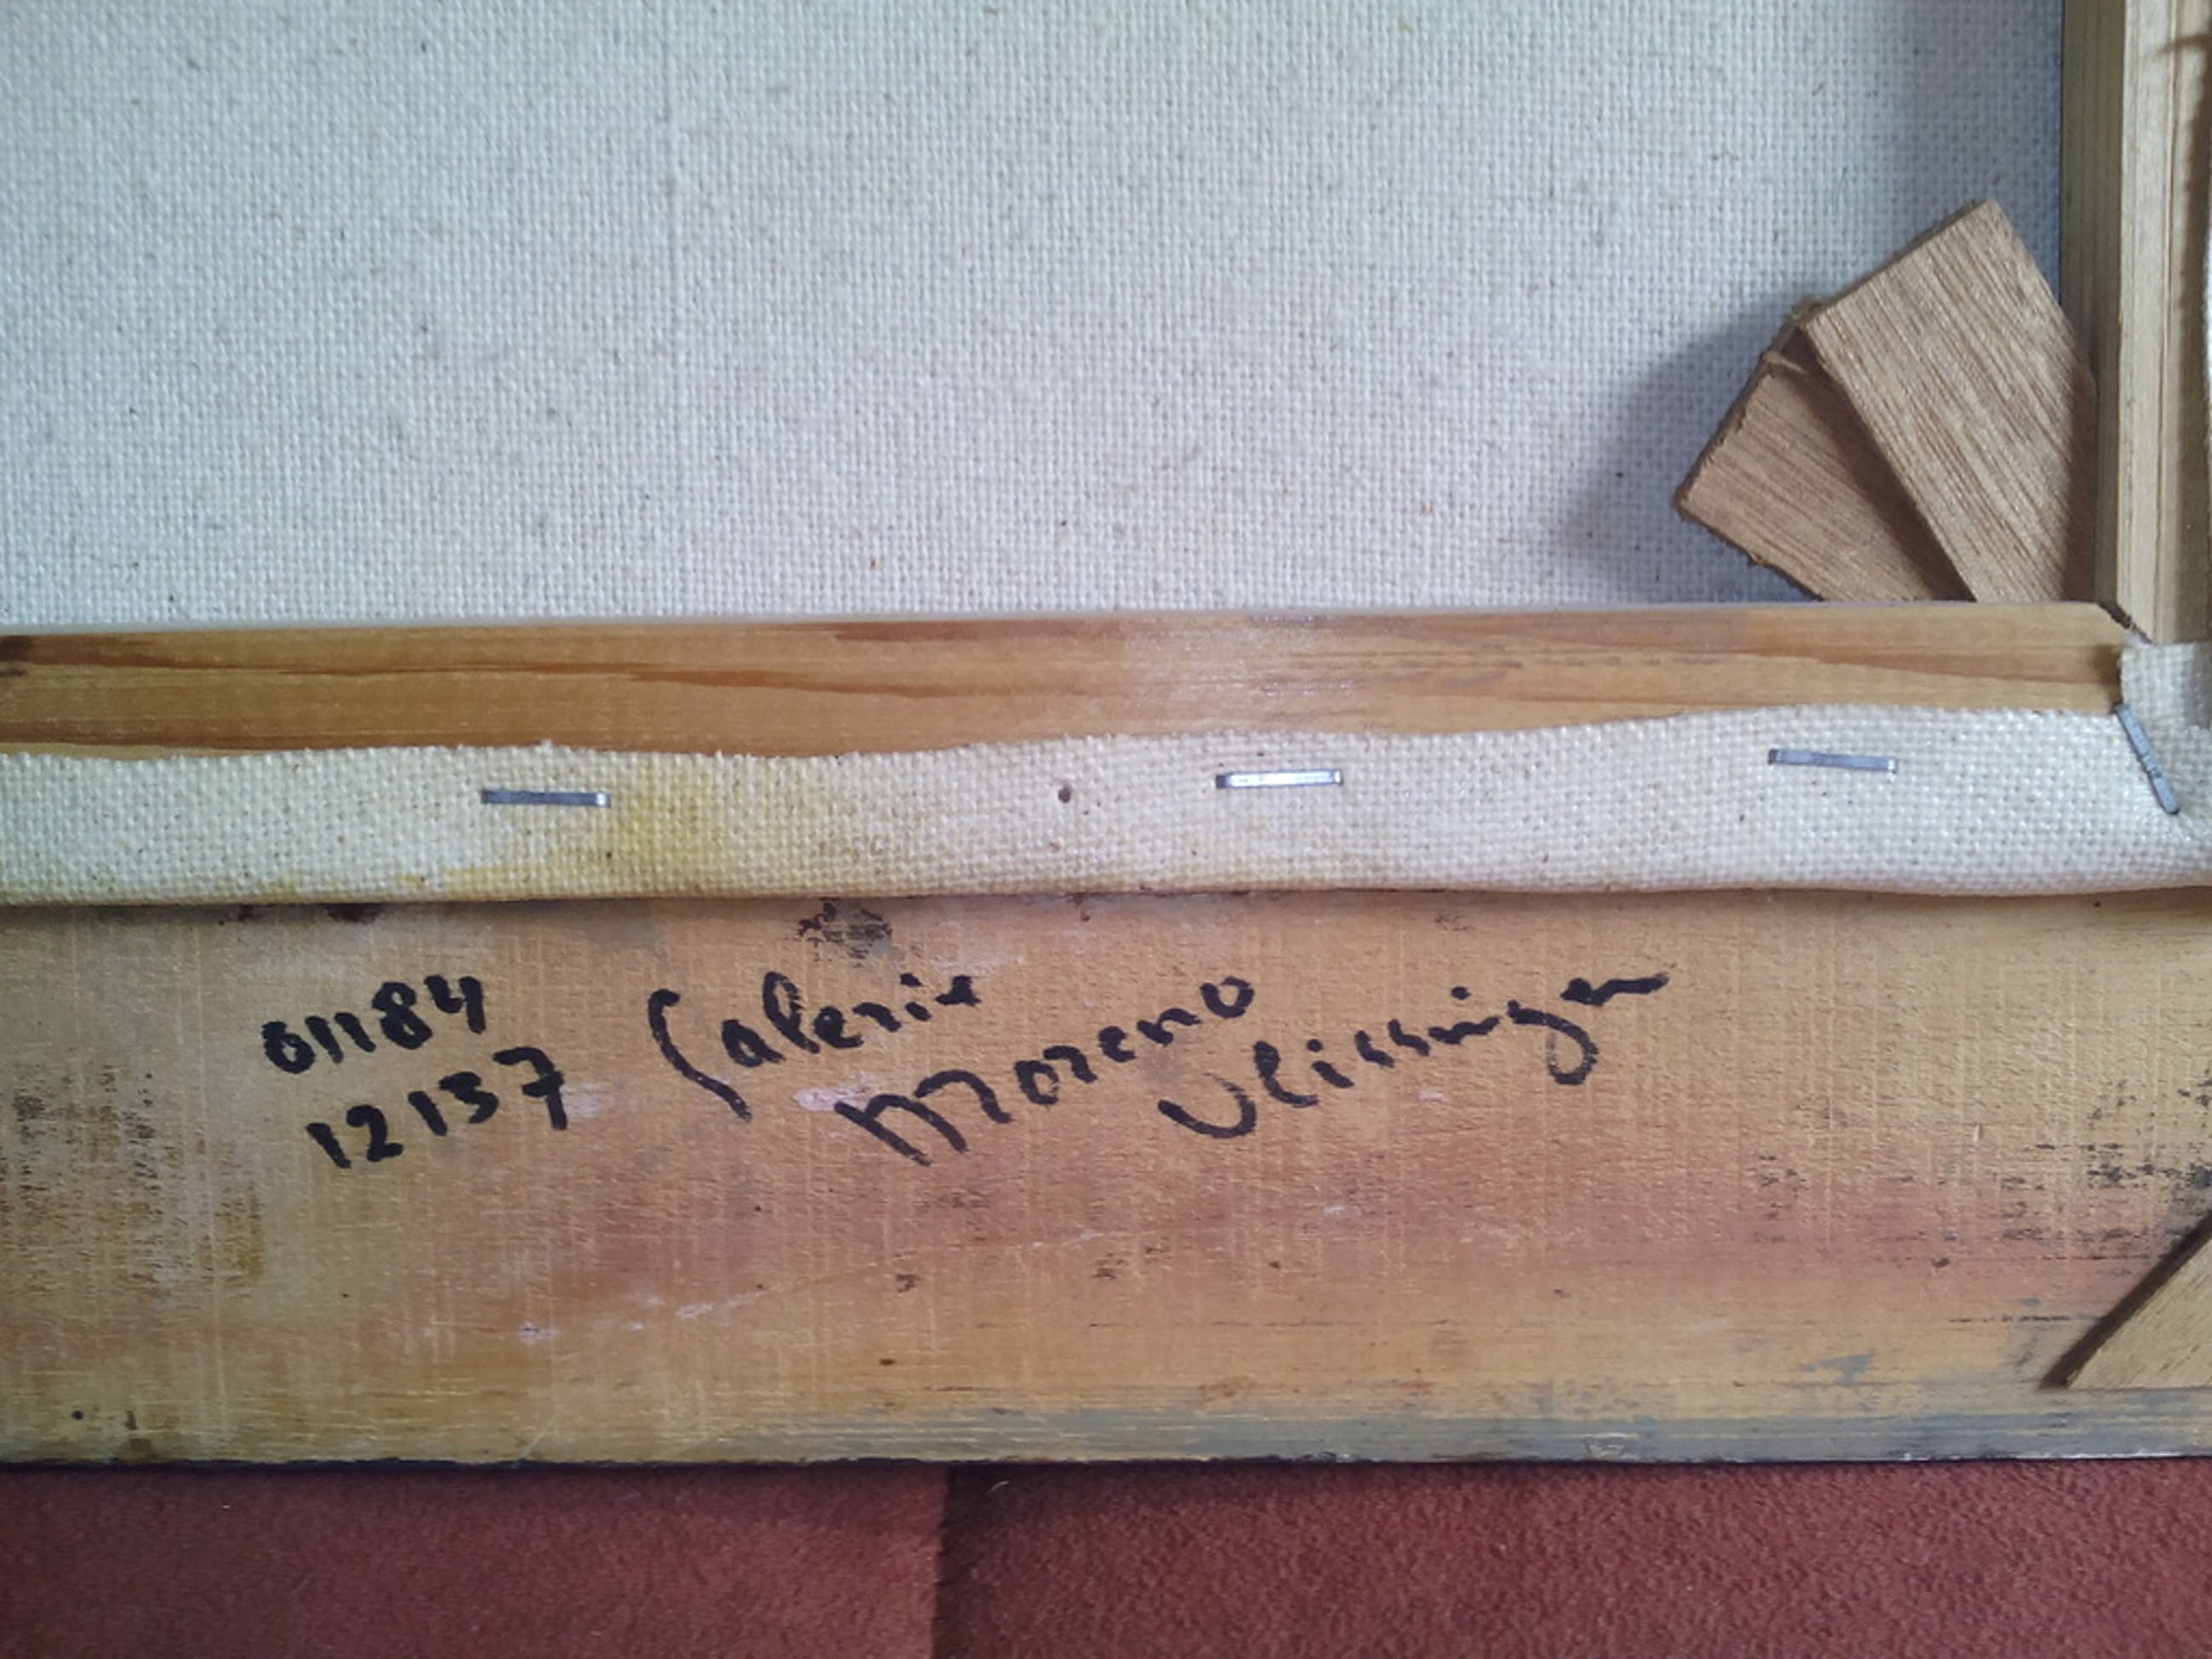 01184
12137
Galerie
Moreno
Vlissingen